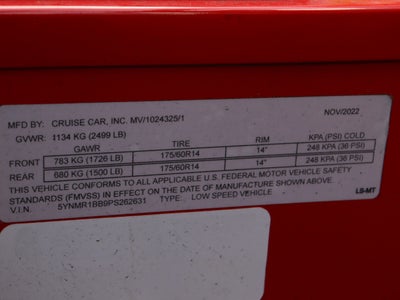 MFD BY: CRUISE CAR, INC. MV/1024325/1 NOV/2022
GVWR: 1134 KG (2499 LB)
GAWR TIRE RIM KPA (PSI) COLD
FRONT 783 KG (1726 LB) 175/60R14 14" 248 KPA (36 PSI)
REAR 680 KG (1500 LB) 175/60R14 14" 248 KPA (36 PSI)
THIS VEHICLE CONFORMS TO ALL APPLICABLE U.S. FEDERAL MOTOR VEHICLE SAFETY
STANDARDS (FMVSS) IN EFFECT ON THE DATE OF MANUFACTURE SHOWN ABOVE. LS-MT
V.I.N. 5YNMR1BB9PS262631 TYPE: LOW SPEED VEHICLE